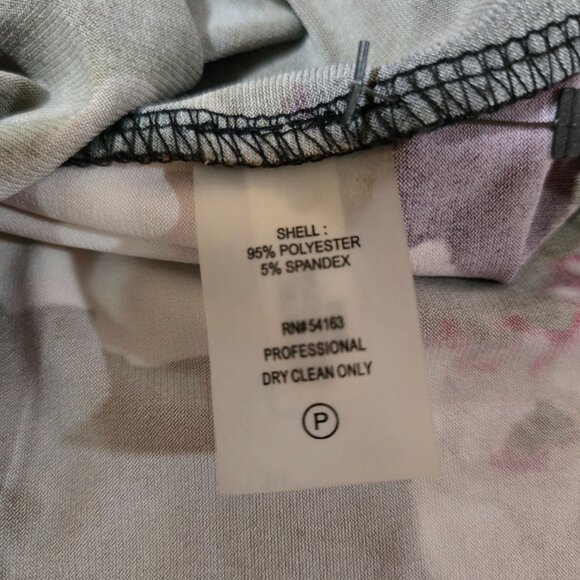 SHELL :
95% POLYESTER
5% SPANDEX
RN# 54163
PROFESSIONAL
DRY CLEAN ONLY
P